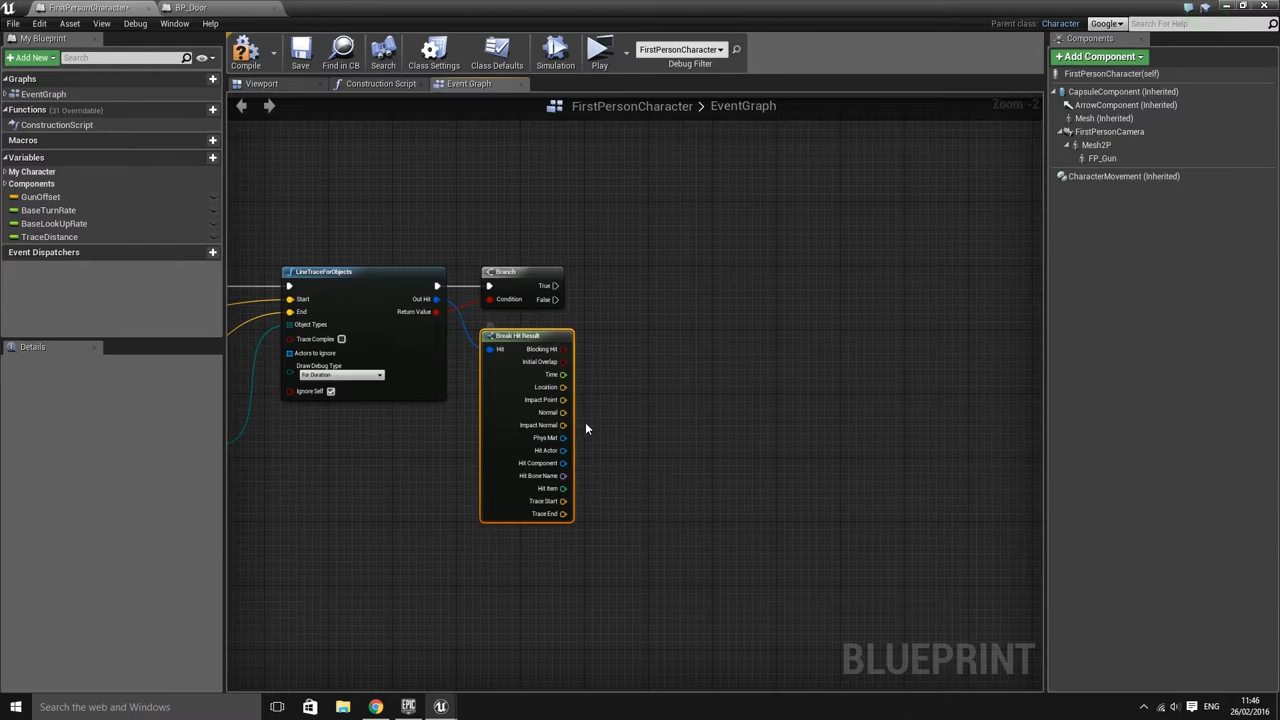 FirstPersonCharacter*
BP_Door
File Edit Asset View Debug Window Help
Parent class: Character
Google
Search For Help
My Blueprint
Add New
Search
Compile
Save
Find in CB
Search
Class Settings
Class Defaults
Simulation
Play
FirstPersonCharacter
Debug Filter
Components
Add Component
FirstPersonCharacter(self)
CapsuleComponent (Inherited)
ArrowComponent (Inherited)
Mesh (Inherited)
FirstPersonCamera
Mesh2P
FP_Gun
CharacterMovement (Inherited)
Graphs
EventGraph
Functions (31 Overridable)
ConstructionScript
Macros
Variables
My Character
Components
GunOffset
BaseTurnRate
BaseLookUpRate
TraceDistance
Event Dispatchers
Details
Viewport
Construction Script
Event Graph
FirstPersonCharacter > EventGraph
Zoom -2
LineTraceForObjects
Start
End
Object Types
Trace Complex
Actors to Ignore
Draw Debug Type
For Duration
Ignore Self
Out Hit
Return Value
Branch
Condition
True
False
Break Hit Result
Hit
Blocking Hit
Initial Overlap
Time
Location
Impact Point
Normal
Impact Normal
Phys Mat
Hit Actor
Hit Component
Hit Bone Name
Hit Item
Trace Start
Trace End
BLUEPRINT
Search the web and Windows
ENG
11:46
26/02/2016